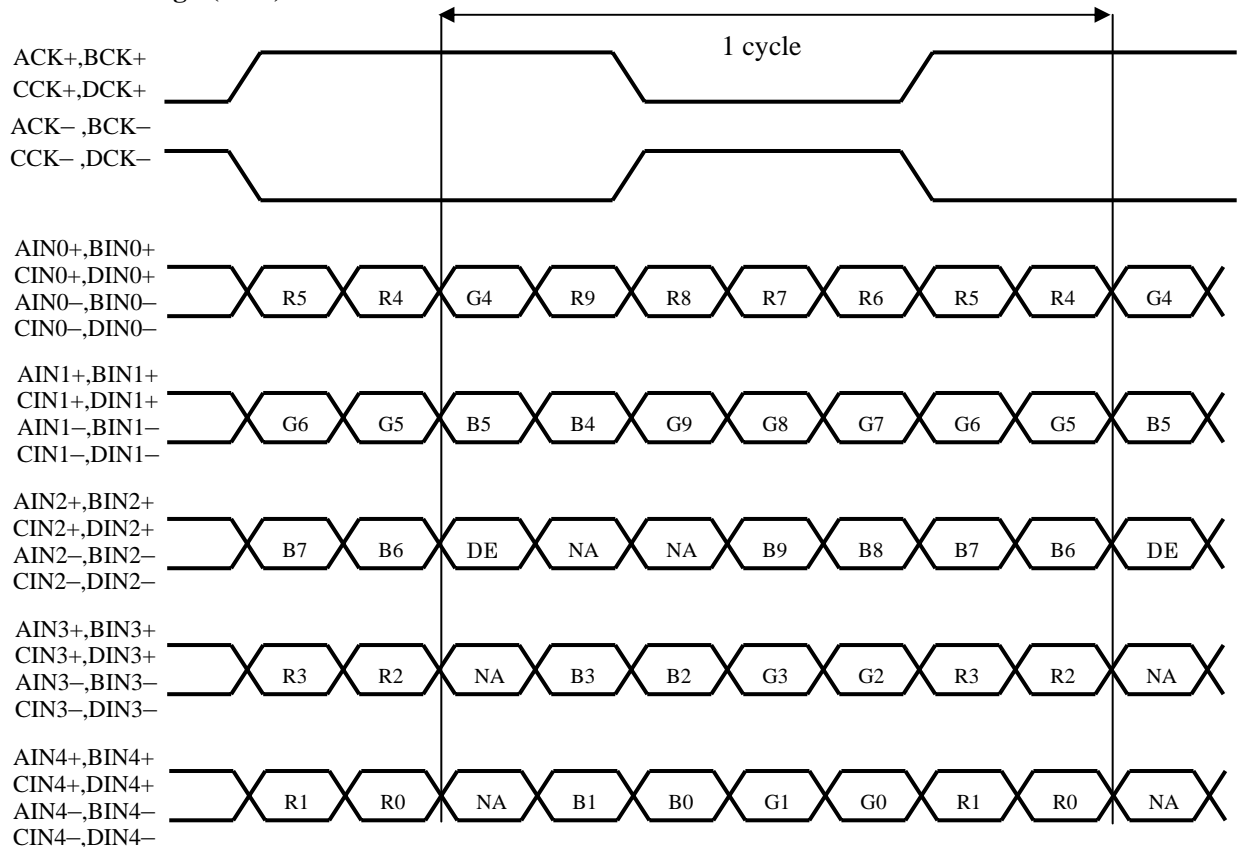 1 cycle
ACK+,BCK+
CCK+,DCK+
ACK− ,BCK−
CCK− ,DCK−
AIN0+,BIN0+
CIN0+,DIN0+
AIN0−,BIN0−
CIN0−,DIN0−
R5 R4 G4 R9 R8 R7 R6 R5 R4 G4
AIN1+,BIN1+
CIN1+,DIN1+
AIN1−,BIN1−
CIN1−,DIN1−
G6 G5 B5 B4 G9 G8 G7 G6 G5 B5
AIN2+,BIN2+
CIN2+,DIN2+
AIN2−,BIN2−
CIN2−,DIN2−
B7 B6 DE NA NA B9 B8 B7 B6 DE
AIN3+,BIN3+
CIN3+,DIN3+
AIN3−,BIN3−
CIN3−,DIN3−
R3 R2 NA B3 B2 G3 G2 R3 R2 NA
AIN4+,BIN4+
CIN4+,DIN4+
AIN4−,BIN4−
CIN4−,DIN4−
R1 R0 NA B1 B0 G1 G0 R1 R0 NA